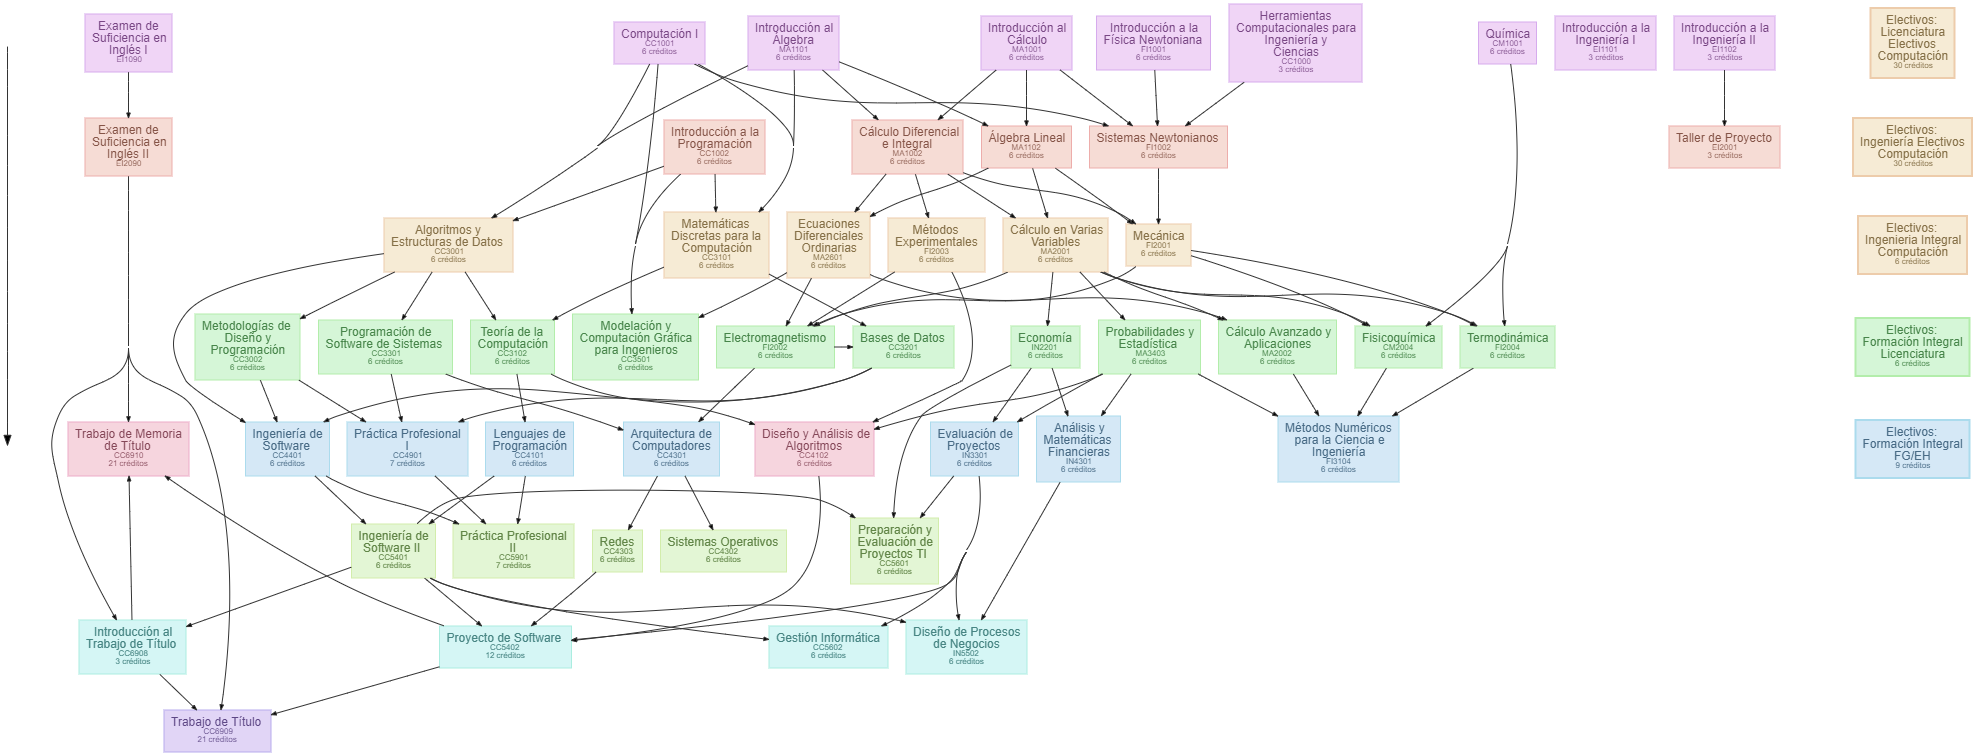 Examen de
Suficiencia en
Inglés I
EI1090
Computación I
CC1001
6 créditos
Introducción al
Algebra
MA1101
6 créditos
Introducción al
Cálculo
MA1001
6 créditos
Introducción a la
Física Newtoniana
FI1001
6 créditos
Herramientas
Computacionales para
Ingeniería y
Ciencias
CC1000
3 créditos
Química
CM1001
6 créditos
Introducción a la
Ingeniería I
EI1101
3 créditos
Introducción a la
Ingeniería II
EI1102
3 créditos
Electivos:
Licenciatura
Electivos
Computación
30 créditos
Examen de
Suficiencia en
Inglés II
EI2090
Introducción a la
Programación
CC1002
6 créditos
Cálculo Diferencial
e Integral
MA1002
6 créditos
Álgebra Lineal
MA1102
6 créditos
Sistemas Newtonianos
FI1002
6 créditos
Taller de Proyecto
EI2001
3 créditos
Electivos:
Ingeniería Electivos
Computación
30 créditos
Algoritmos y
Estructuras de Datos
CC3001
6 créditos
Matemáticas
Discretas para la
Computación
CC3101
6 créditos
Ecuaciones
Diferenciales
Ordinarias
MA2601
6 créditos
Métodos
Experimentales
FI2003
6 créditos
Cálculo en Varias
Variables
MA2001
6 créditos
Mecánica
FI2001
6 créditos
Electivos:
Ingenieria Integral
Computación
6 créditos
Metodologías de
Diseño y
Programación
CC3002
6 créditos
Programación de
Software de Sistemas
CC3301
6 créditos
Teoría de la
Computación
CC3102
6 créditos
Modelación y
Computación Gráfica
para Ingenieros
CC3501
6 créditos
Electromagnetismo
FI2002
6 créditos
Bases de Datos
CC3201
6 créditos
Economía
IN2201
6 créditos
Probabilidades y
Estadística
MA3403
6 créditos
Cálculo Avanzado y
Aplicaciones
MA2002
6 créditos
Fisicoquímica
CM2004
6 créditos
Termodinámica
FI2004
6 créditos
Electivos:
Formación Integral
Licenciatura
6 créditos
Trabajo de Memoria
de Título
CC6910
21 créditos
Ingeniería de
Software
CC4401
6 créditos
Práctica Profesional
I
CC4901
7 créditos
Lenguajes de
Programación
CC4101
6 créditos
Arquitectura de
Computadores
CC4301
6 créditos
Diseño y Análisis de
Algoritmos
CC4102
6 créditos
Evaluación de
Proyectos
IN3301
6 créditos
Análisis y
Matemáticas
Financieras
IN4301
6 créditos
Métodos Numéricos
para la Ciencia e
Ingeniería
FI3104
6 créditos
Electivos:
Formación Integral
FG/EH
9 créditos
Ingeniería de
Software II
CC5401
6 créditos
Práctica Profesional
II
CC5901
7 créditos
Redes
CC4303
6 créditos
Sistemas Operativos
CC4302
6 créditos
Preparación y
Evaluación de
Proyectos TI
CC5601
6 créditos
Introducción al
Trabajo de Título
CC6908
3 créditos
Proyecto de Software
CC5402
12 créditos
Gestión Informática
CC5602
6 créditos
Diseño de Procesos
de Negocios
IN5502
6 créditos
Trabajo de Título
CC6909
21 créditos